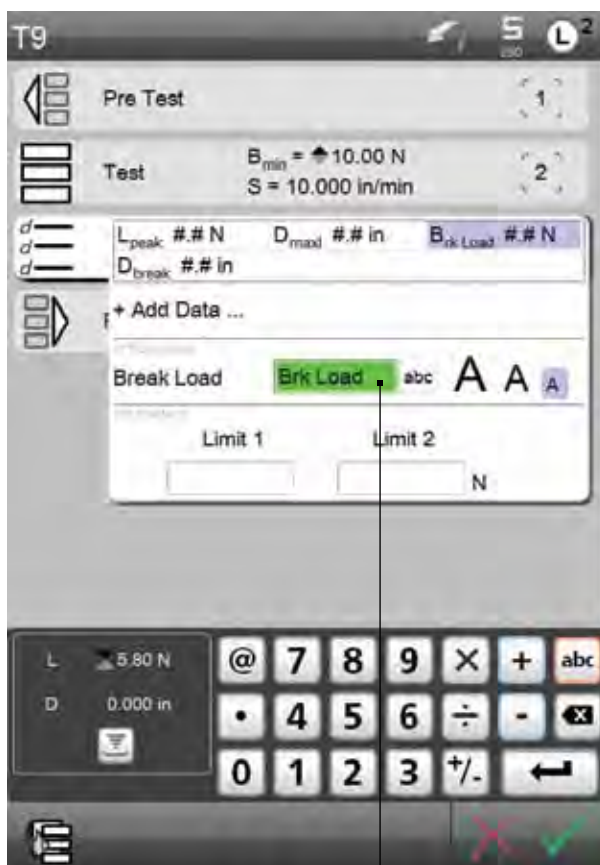 T9
S
L 2
Pre Test
1
Test
Bmin = 10.00 N
S = 10.000 in/min
2
d
d
d
Lpeak #.# N Dmaxl #.# in Brk Load #.# N
Dbreak #.# in
+ Add Data ...
Break Load Brk Load abc A A A
Limit 1 Limit 2
N
L 5.80 N
D 0.000 in
@ 7 8 9 × + abc
• 4 5 6 ÷ -
0 1 2 3 +/-